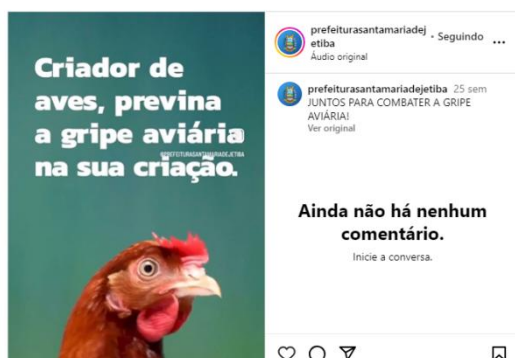 Criador de
aves, previna
a gripe aviária
@PREFEITURASANTAMARIADEJETIBA
na sua criação.
prefeiturasantamariadej
etiba • Seguindo ...
Áudio original
prefeiturasantamariadejetiba 25 sem
JUNTOS PARA COMBATER A GRIPE
AVIÁRIA!
Ver original
Ainda não há nenhum
comentário.
Inicie a conversa.